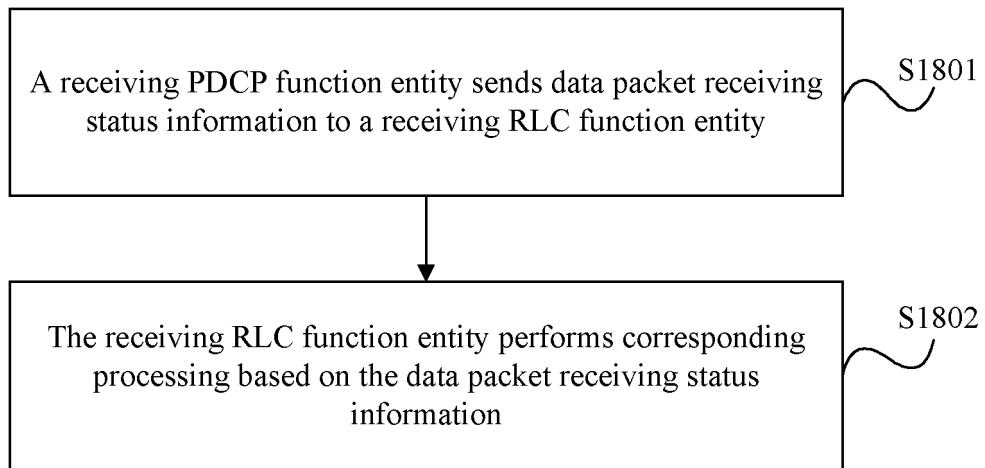 A receiving PDCP function entity sends data packet receiving
status information to a receiving RLC function entity
S1801
The receiving RLC function entity performs corresponding
processing based on the data packet receiving status
information
S1802